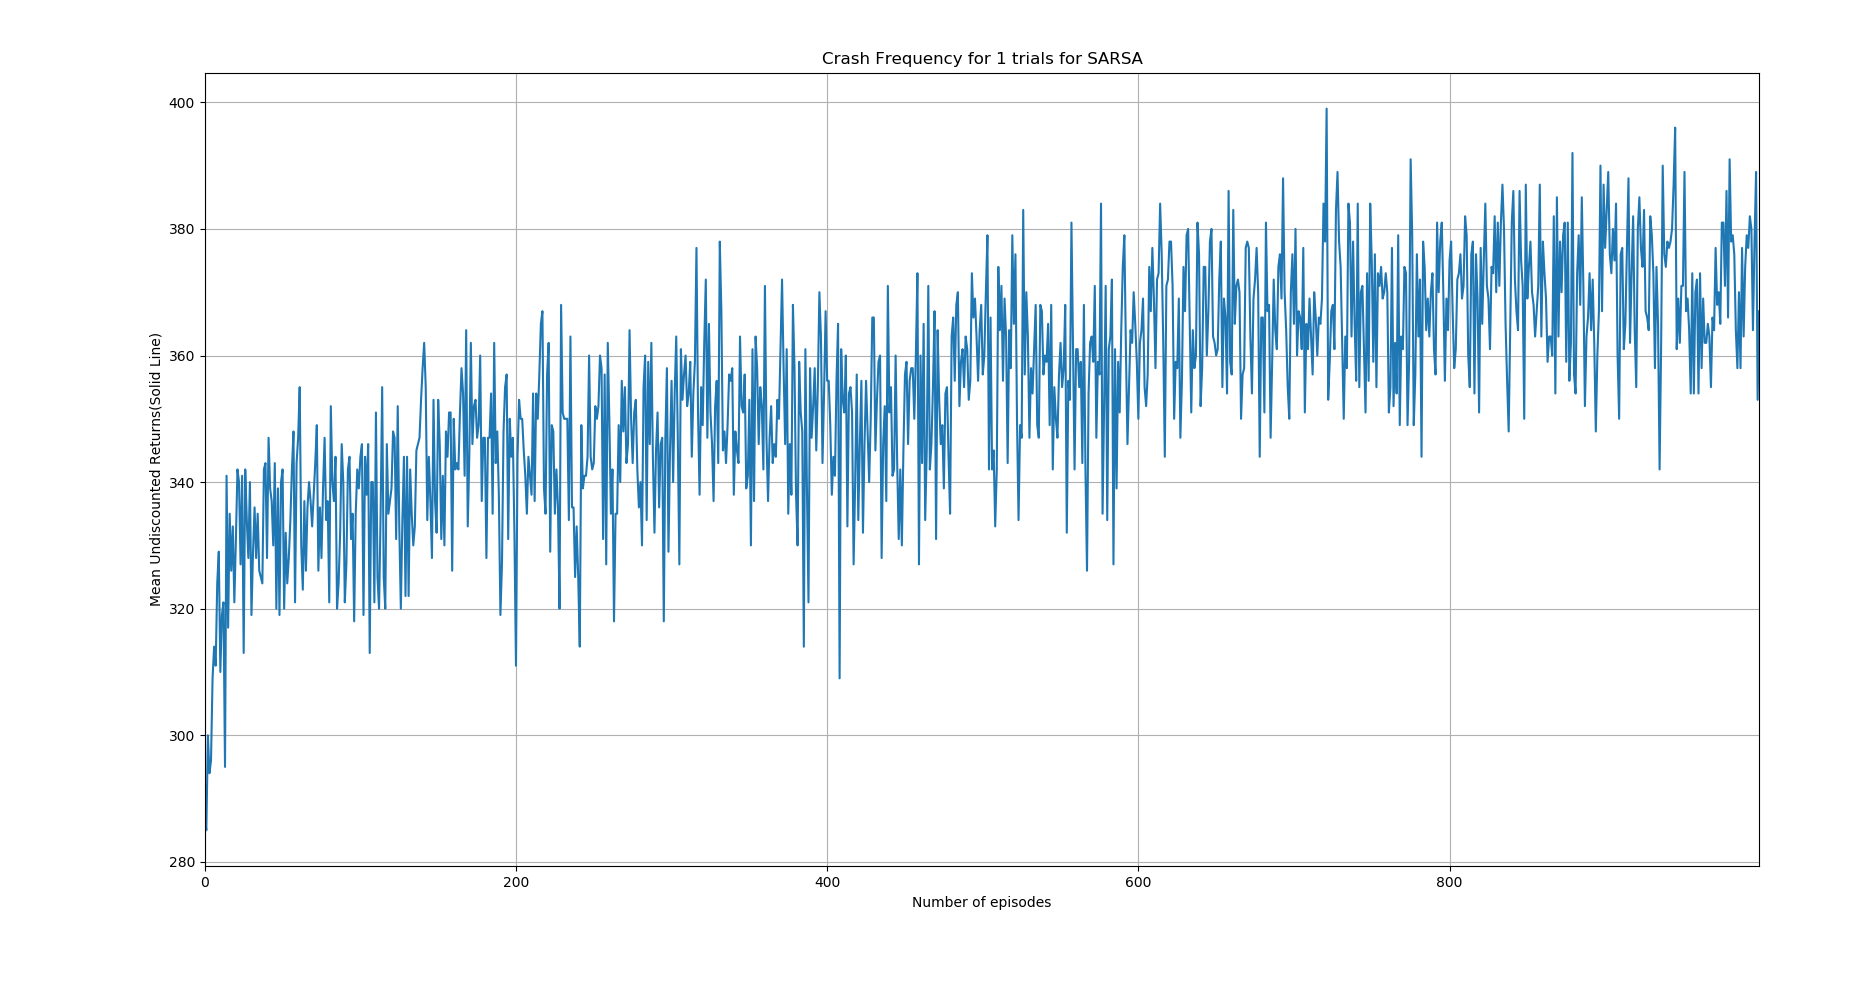 Crash Frequency for 1 trials for SARSA
Mean Undiscounted Returns(Solid Line)
400
380
360
340
320
300
280
0 200 400 600 800
Number of episodes